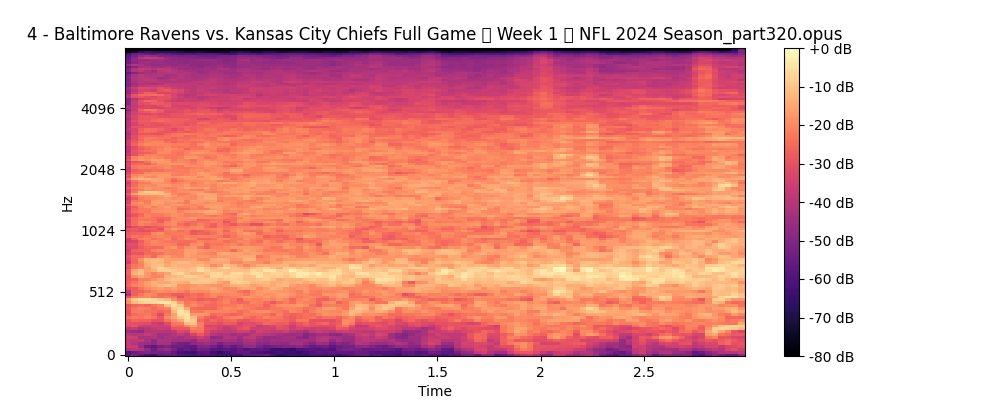 4 - Baltimore Ravens vs. Kansas City Chiefs Full Game ▯ Week 1 ▯ NFL 2024 Season_part320.opus
+0 dB
-10 dB
-20 dB
-30 dB
-40 dB
-50 dB
-60 dB
-70 dB
-80 dB
4096
2048
1024
512
0
Hz
0 0.5 1 1.5 2 2.5
Time